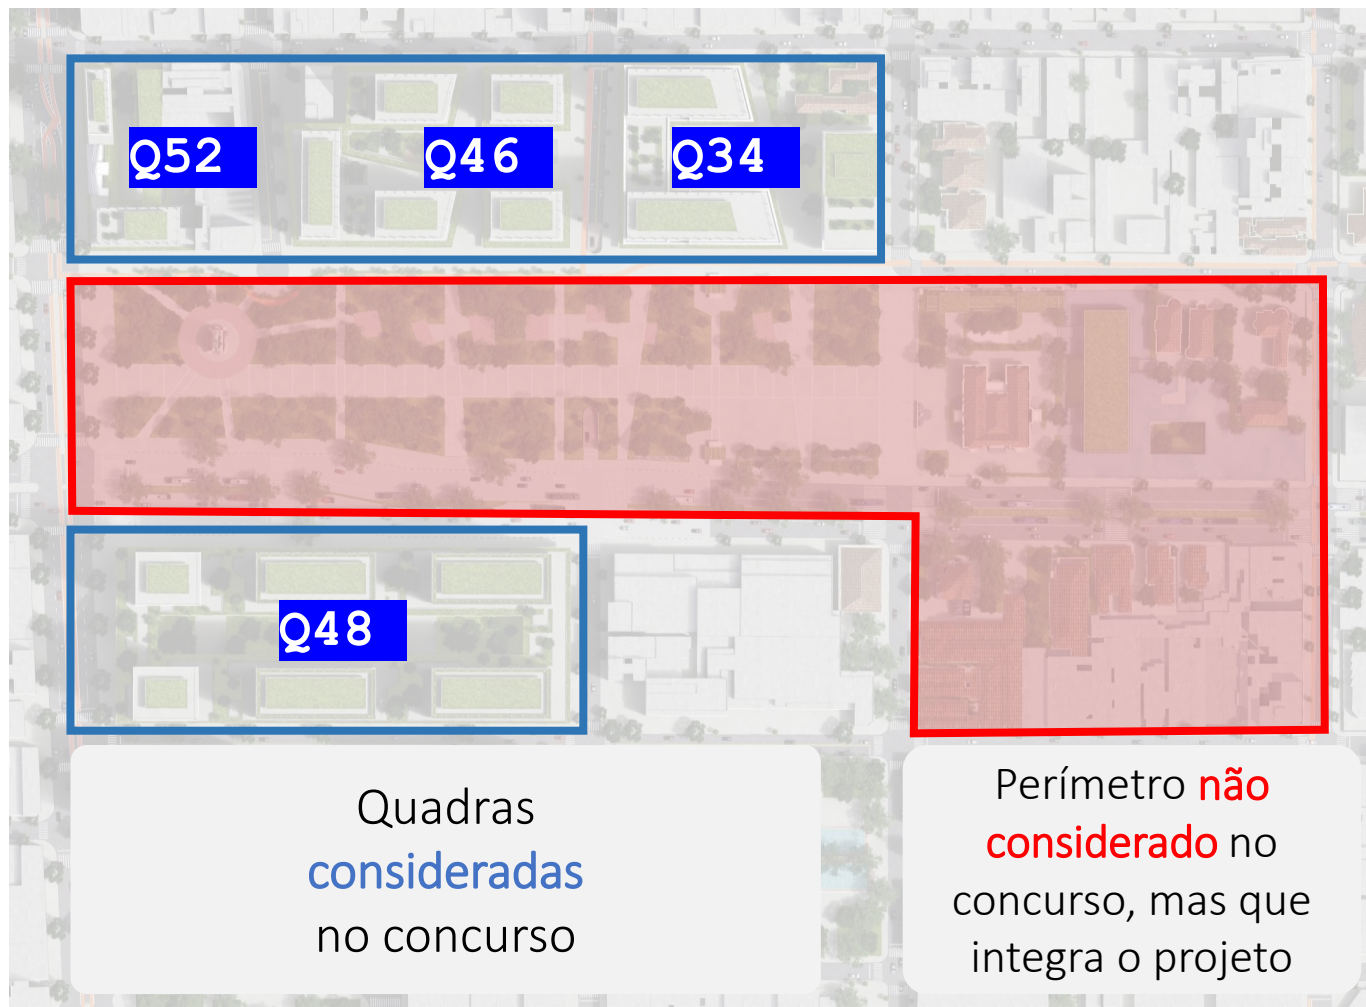 Q52 Q46 Q34
Q48
Quadras
consideradas
no concurso
Perímetro não
considerado no
concurso, mas que
integra o projeto